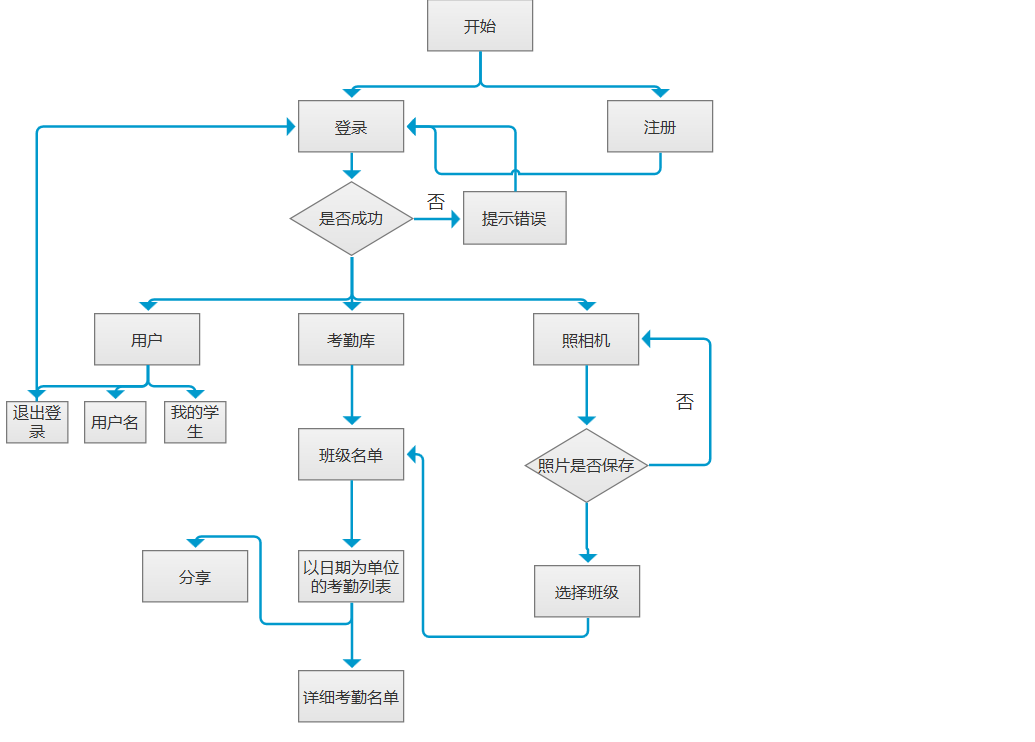 开始
登录
注册
是否成功
否
提示错误
用户
考勤库
照相机
退出登
录
用户名
我的学
生
否
班级名单
照片是否保存
分享
以日期为单位
的考勤列表
选择班级
详细考勤名单